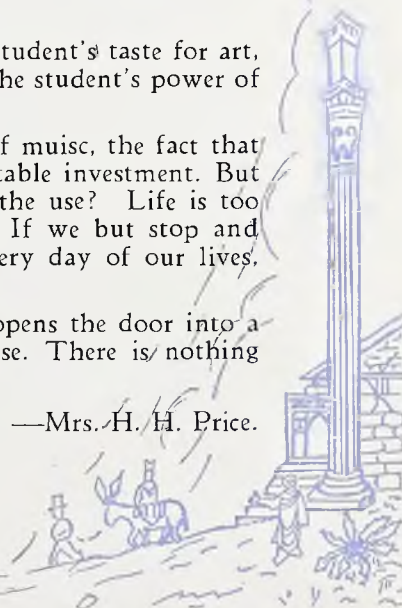 tudent's taste for art,
he student's power of
f muisc, the fact that
table investment. But
the use? Life is too
If we but stop and
ery day of our lives,
opens the door into a
se. There is nothing
—Mrs. H. H. Price.